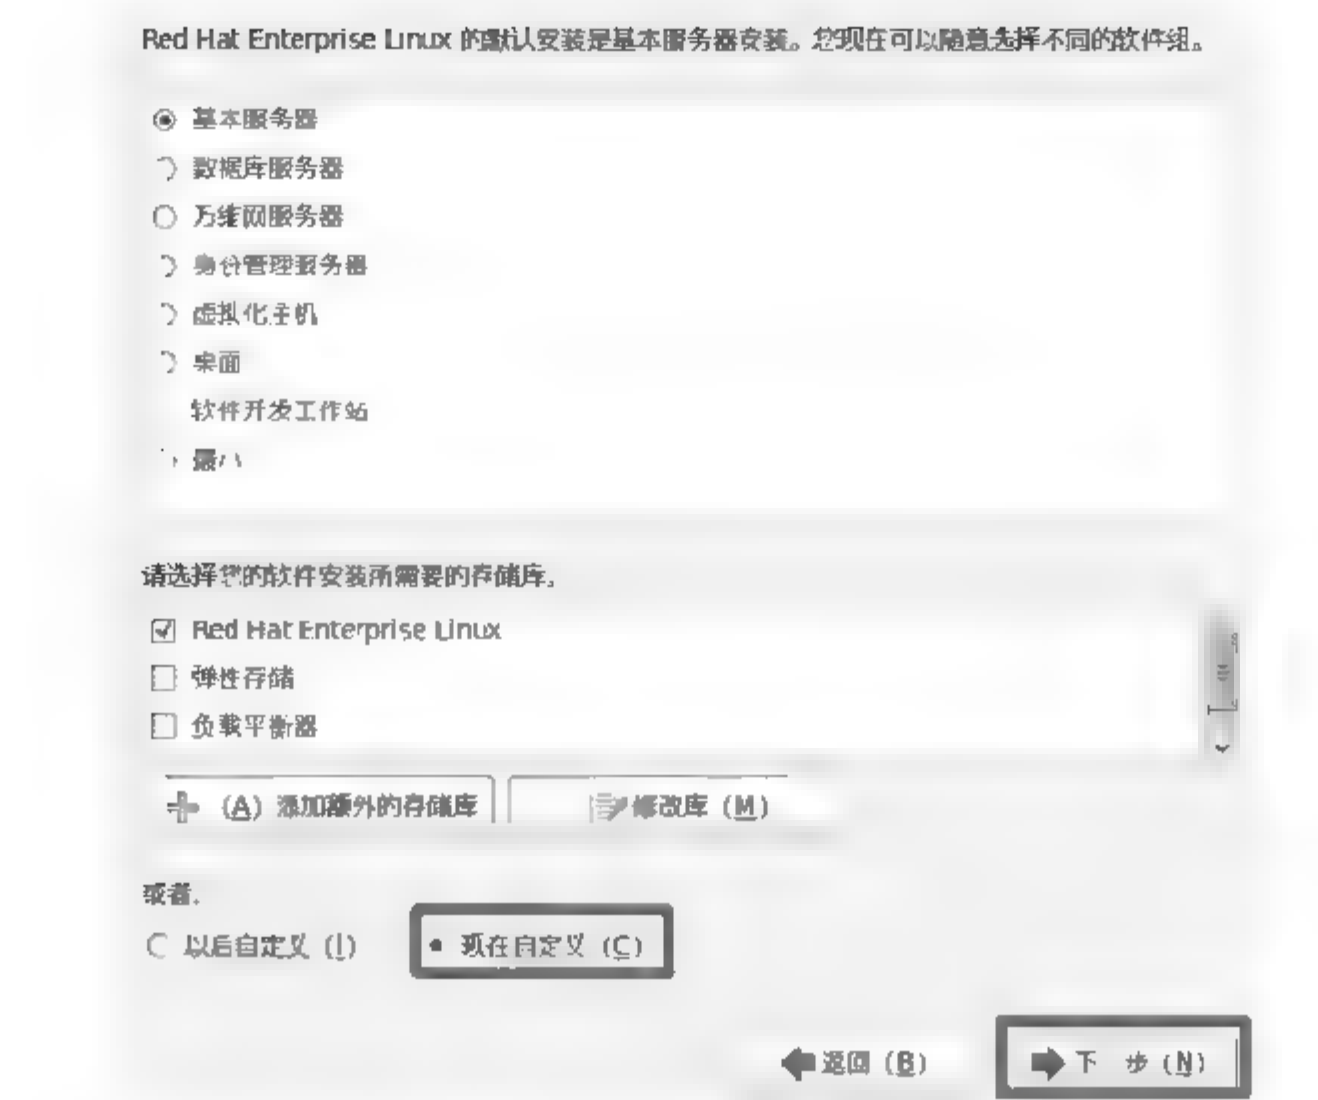 Red Hat Enterprise Linux 的默认安装是基本服务器安装。您现在可以随意选择不同的软件组。
基本服务器
数据库服务器
万维网服务器
身份管理服务器
虚拟化主机
桌面
软件开发工作站
最小
请选择您的软件安装所需要的存储库。
Red Hat Enterprise Linux
弹性存储
负载平衡器
(A) 添加额外的存储库 修改库 (M)
或者,
以后自定义 (l) 现在自定义 (C)
返回 (B) 下 步 (N)